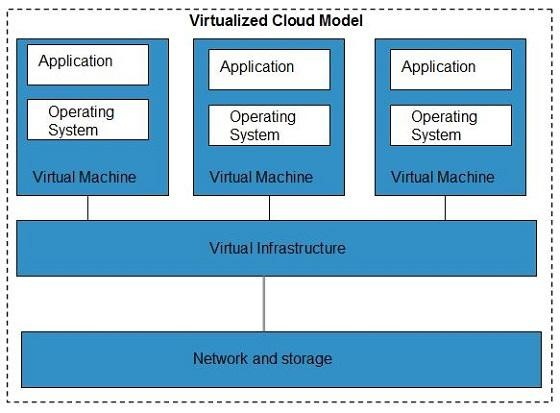 Virtualized Cloud Model
Application
Operating
System
Virtual Machine
Application
Operating
System
Virtual Machine
Application
Operating
System
Virtual Machine
Virtual Infrastructure
Network and storage